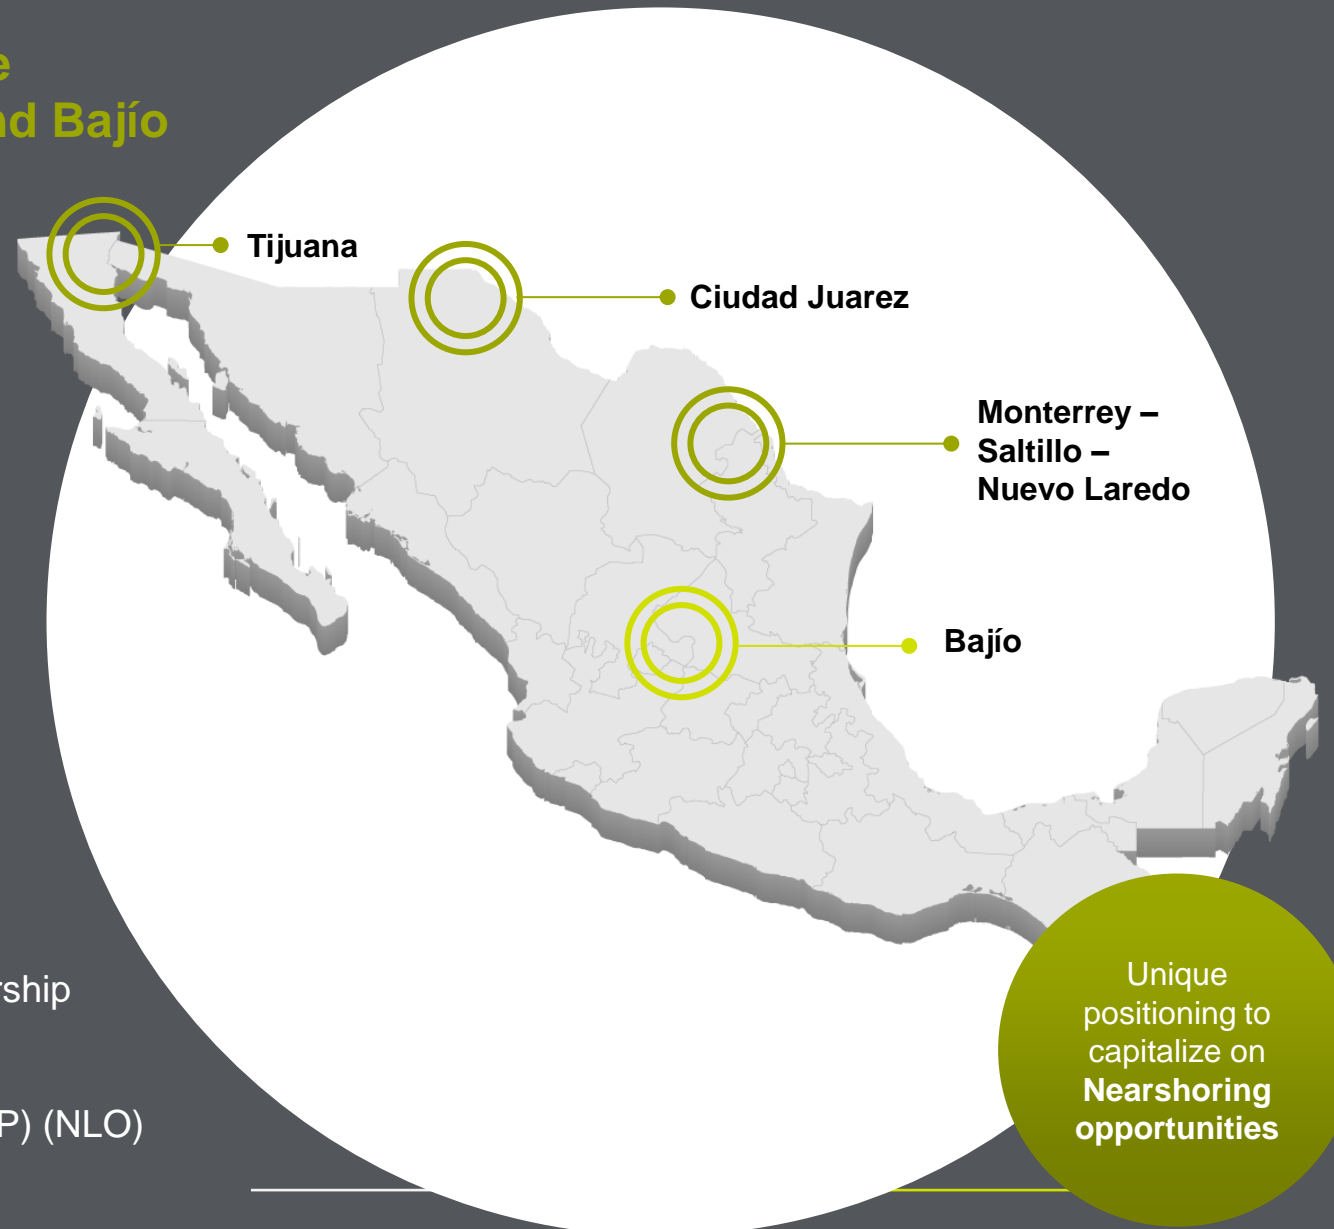 e
nd Bajío
Tijuana
Ciudad Juarez
Monterrey –
Saltillo –
Nuevo Laredo
Bajío
rship
P) (NLO)
Unique
positioning to
capitalize on
Nearshoring
opportunities